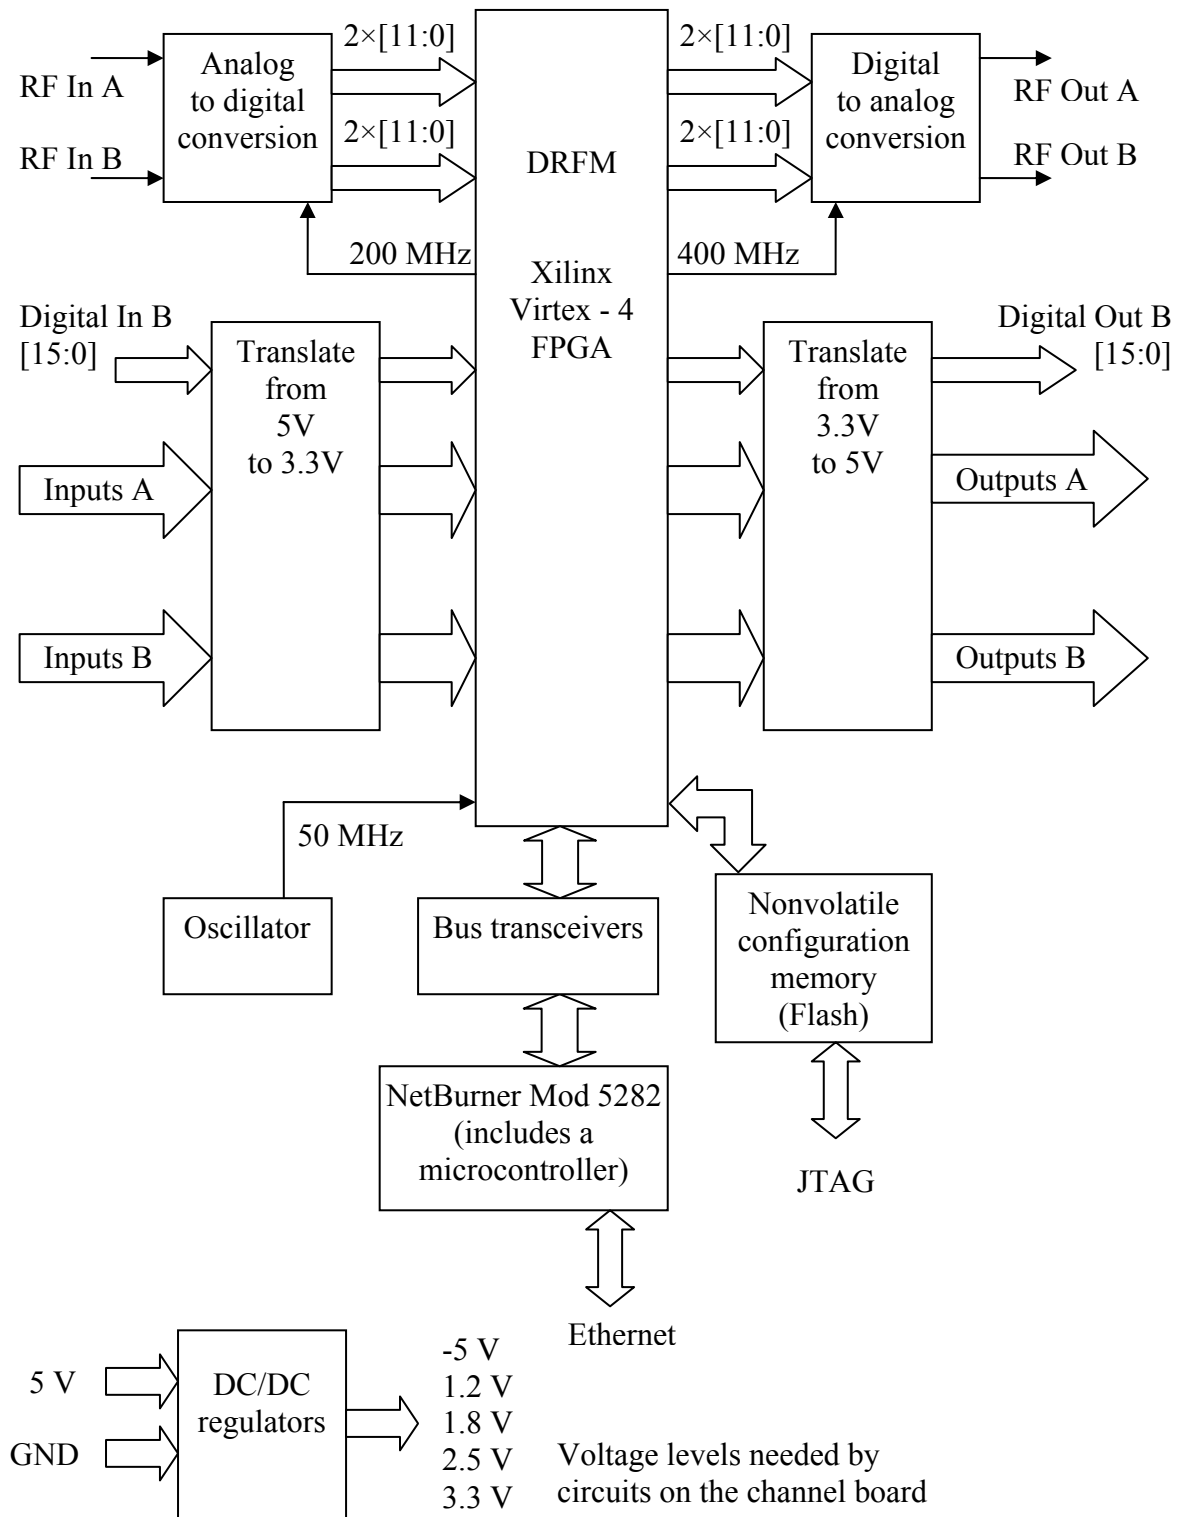 2×[11:0]
2×[11:0]
RF In A
Analog
to digital
conversion
Digital
to analog
conversion
RF Out A
2×[11:0]
2×[11:0]
RF In B
RF Out B
DRFM
200 MHz
400 MHz
Xilinx
Virtex - 4
FPGA
Digital In B
[15:0]
Digital Out B
[15:0]
Translate
from
5V
to 3.3V
Translate
from
3.3V
to 5V
Inputs A
Outputs A
Inputs B
Outputs B
50 MHz
Oscillator
Bus transceivers
Nonvolatile
configuration
memory
(Flash)
NetBurner Mod 5282
(includes a
microcontroller)
JTAG
Ethernet
5 V
GND
DC/DC
regulators
-5 V
1.2 V
1.8 V
2.5 V
3.3 V
Voltage levels needed by
circuits on the channel board